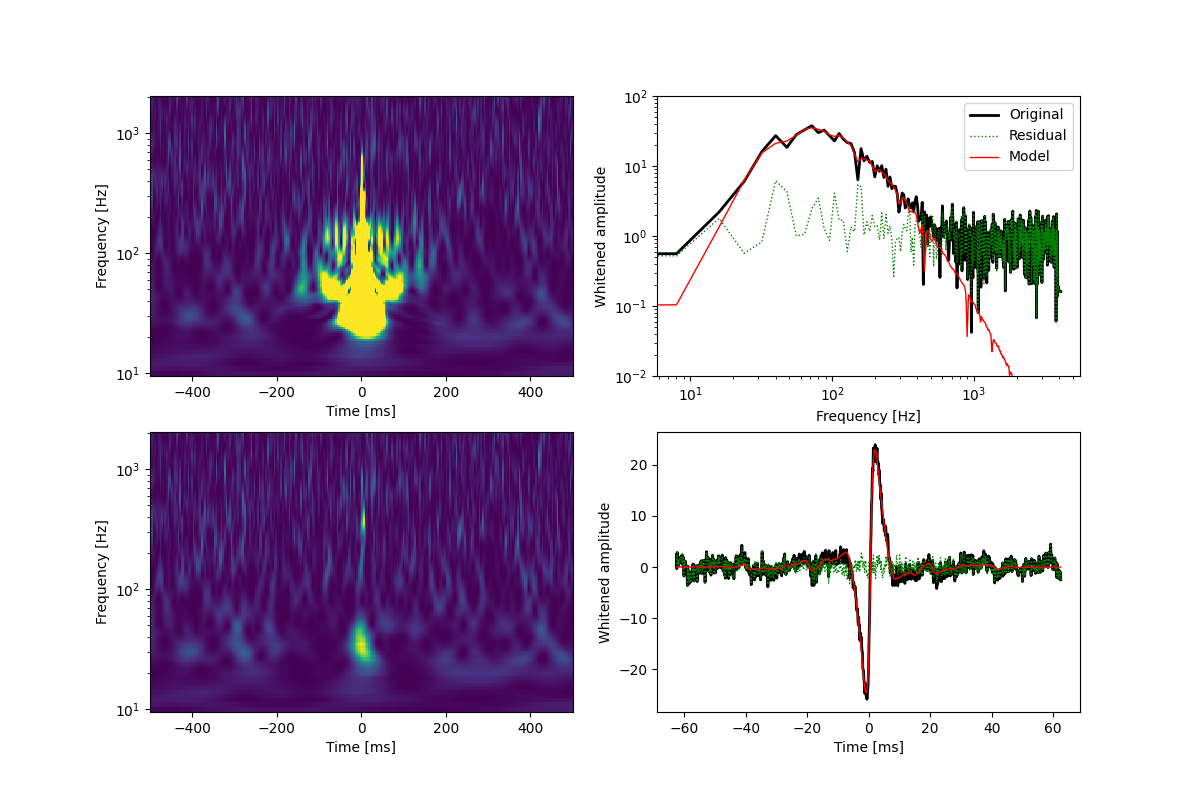 10³
10²
10¹
Frequency [Hz]
−400 −200 0 200 400
Time [ms]
10²
10¹
10⁰
10⁻¹
10⁻²
Whitened amplitude
Original
Residual
Model
10¹ 10² 10³
Frequency [Hz]
10³
10²
10¹
Frequency [Hz]
−400 −200 0 200 400
Time [ms]
20
10
0
−10
−20
Whitened amplitude
−60 −40 −20 0 20 40 60
Time [ms]